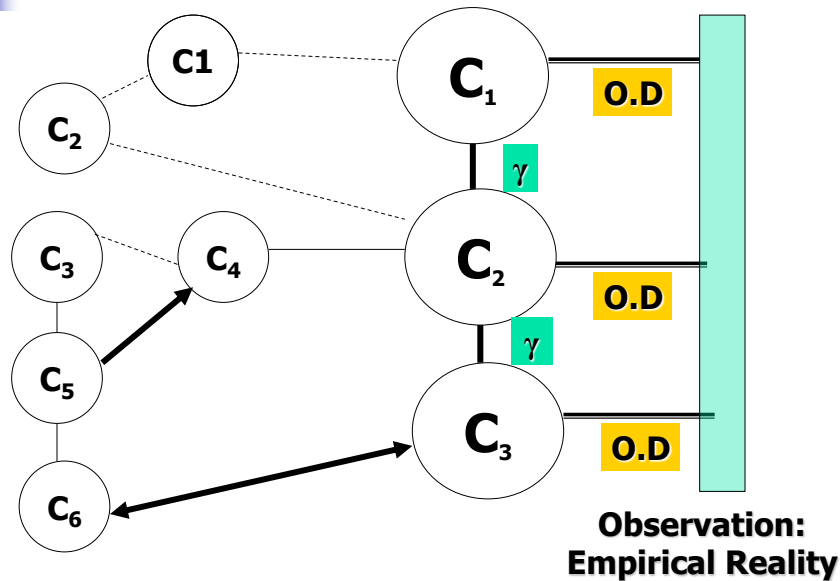 C1
C₁
O.D
C₂
γ
C₃
C₄
C₂
O.D
γ
C₅
C₃
O.D
C₆
Observation:
Empirical Reality